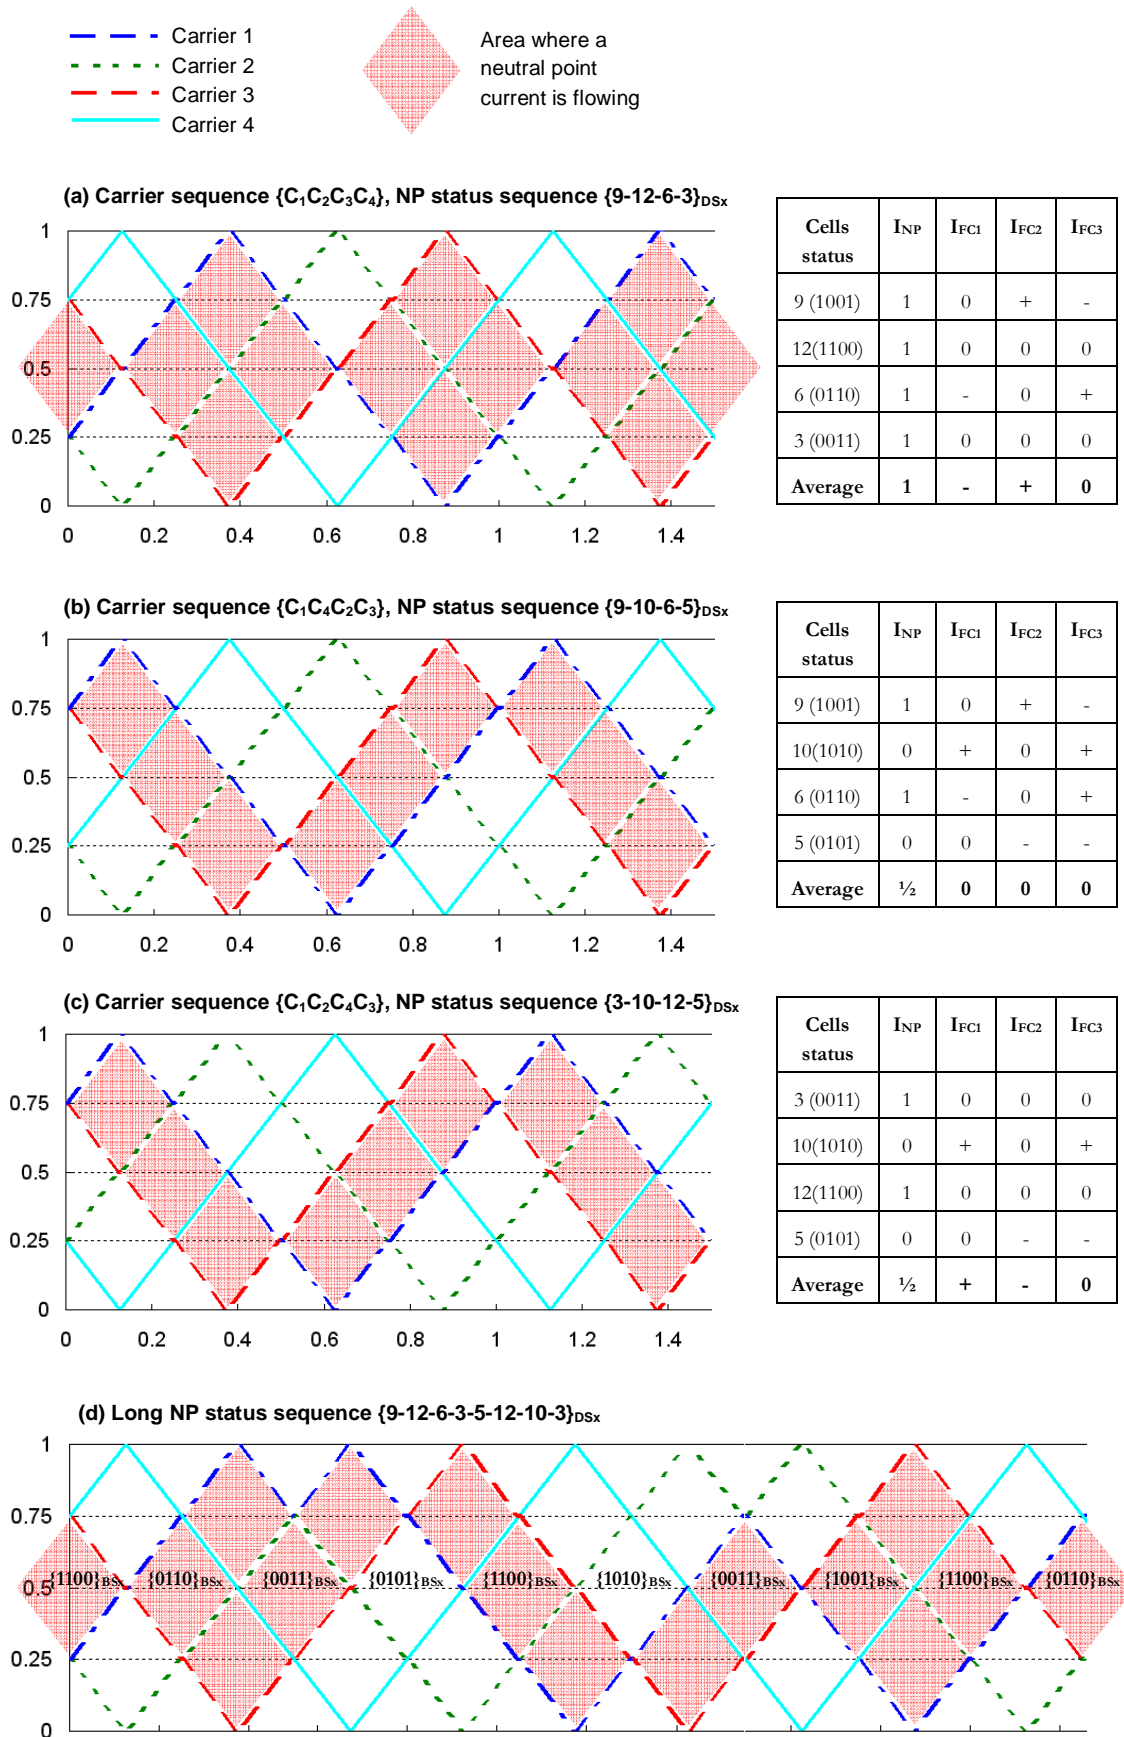 Carrier 1
Carrier 2
Carrier 3
Carrier 4
Area where a
neutral point
current is flowing
(a) Carrier sequence {C₁C₂C₃C₄}, NP status sequence {9-12-6-3}DSx
1
0.75
0.5
0.25
0
0 0.2 0.4 0.6 0.8 1 1.2 1.4
Cells status I_NP I_FC1 I_FC2 I_FC3
9 (1001) 1 0 + -
12(1100) 1 0 0 0
6 (0110) 1 - 0 +
3 (0011) 1 0 0 0
Average 1 - + 0
(b) Carrier sequence {C₁C₄C₂C₃}, NP status sequence {9-10-6-5}DSx
1
0.75
0.5
0.25
0
0 0.2 0.4 0.6 0.8 1 1.2 1.4
Cells status I_NP I_FC1 I_FC2 I_FC3
9 (1001) 1 0 + -
10(1010) 0 + 0 +
6 (0110) 1 - 0 +
5 (0101) 0 0 - -
Average ½ 0 0 0
(c) Carrier sequence {C₁C₂C₄C₃}, NP status sequence {3-10-12-5}DSx
1
0.75
0.5
0.25
0
0 0.2 0.4 0.6 0.8 1 1.2 1.4
Cells status I_NP I_FC1 I_FC2 I_FC3
3 (0011) 1 0 0 0
10(1010) 0 + 0 +
12(1100) 1 0 0 0
5 (0101) 0 0 - -
Average ½ + - 0
(d) Long NP status sequence {9-12-6-3-5-12-10-3}DSx
1
0.75
0.5
0.25
0
{1100}BSx {0110}BSx {0011}BSx {0101}BSx {1100}BSx {1010}BSx {0011}BSx {1001}BSx {1100}BSx {0110}BSx